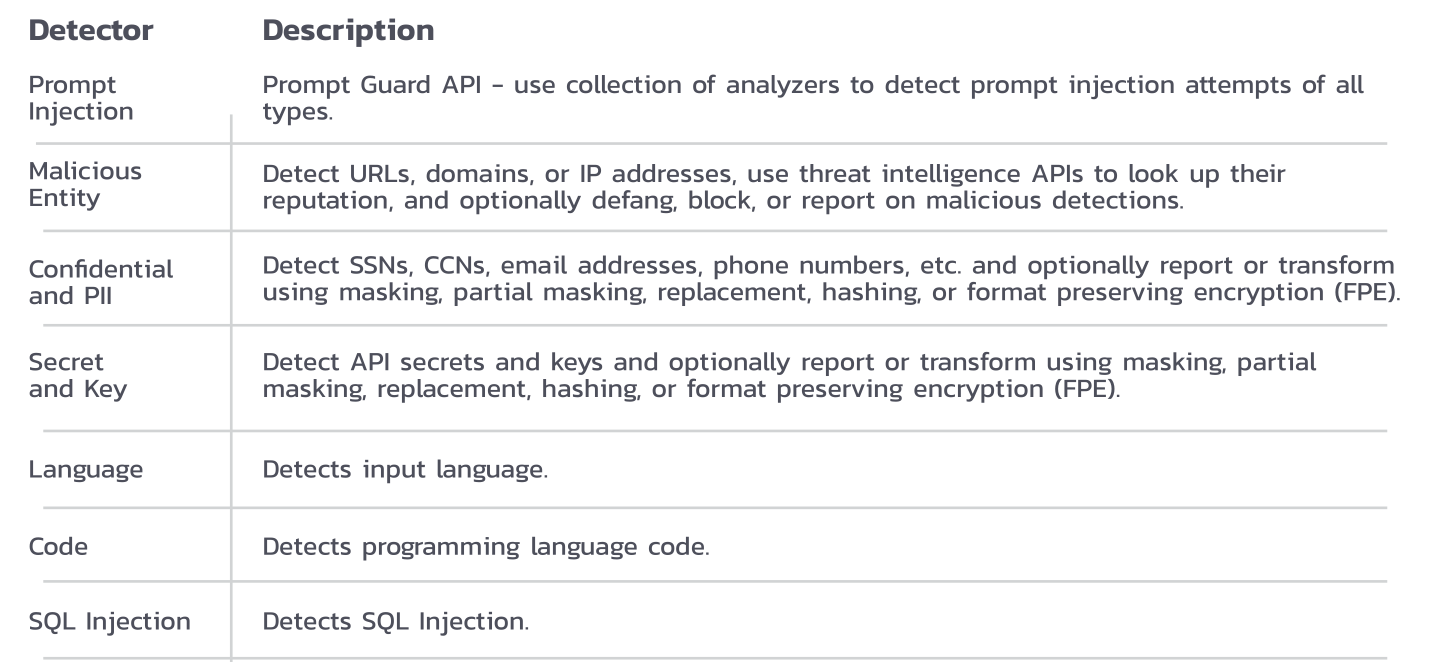 Detector Description
Prompt Prompt Guard API - use collection of analyzers to detect prompt injection attempts of all
Injection types.
Malicious Detect URLs, domains, or IP addresses, use threat intelligence APIs to look up their
Entity reputation, and optionally defang, block, or report on malicious detections.
Confidential Detect SSNs, CCNs, email addresses, phone numbers, etc. and optionally report or transform
and PII using masking, partial masking, replacement, hashing, or format preserving encryption (FPE).
Secret Detect API secrets and keys and optionally report or transform using masking, partial
and Key masking, replacement, hashing, or format preserving encryption (FPE).
Language Detects input language.
Code Detects programming language code.
SQL Injection Detects SQL Injection.